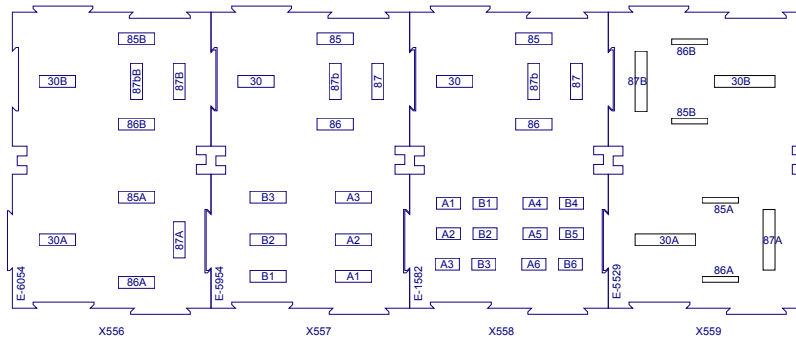 85B
30B
87bB
87B
86B
85A
30A
87A
86A
E-6054
X556
85
30
87b
87
86
B3
A3
B2
A2
B1
A1
E-5954
X557
85
30
87b
87
86
A1
B1
A4
B4
A2
B2
A5
B5
A3
B3
A6
B6
E-1582
X558
86B
87B
30B
85B
85A
30A
87A
86A
E-5529
X559